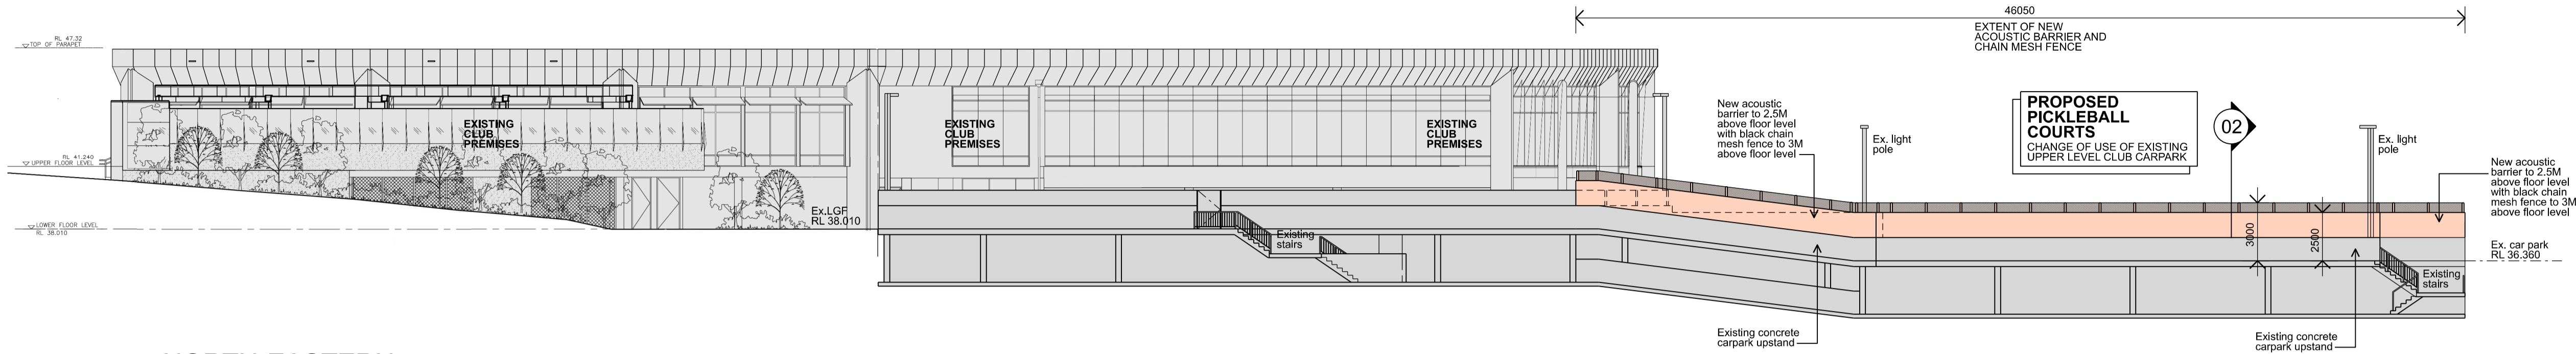 RL 47.32
TOP OF PARAPET
RL 41.240
UPPER FLOOR LEVEL
LOWER FLOOR LEVEL
RL 38.010
EXISTING
CLUB
PREMISES
Ex.LGF
RL 38.010
EXISTING
CLUB
PREMISES
Existing
stairs
EXISTING
CLUB
PREMISES
46050
EXTENT OF NEW
ACOUSTIC BARRIER AND
CHAIN MESH FENCE
New acoustic
barrier to 2.5M
above floor level
with black chain
mesh fence to 3M
above floor level
Ex. light
pole
PROPOSED
PICKLEBALL
COURTS
CHANGE OF USE OF EXISTING
UPPER LEVEL CLUB CARPARK
02
Ex. light
pole
New acoustic
barrier to 2.5M
above floor level
with black chain
mesh fence to 3M
above floor level
3000
2500
Ex. car park
RL 36.360
Existing
stairs
Existing concrete
carpark upstand
Existing concrete
carpark upstand